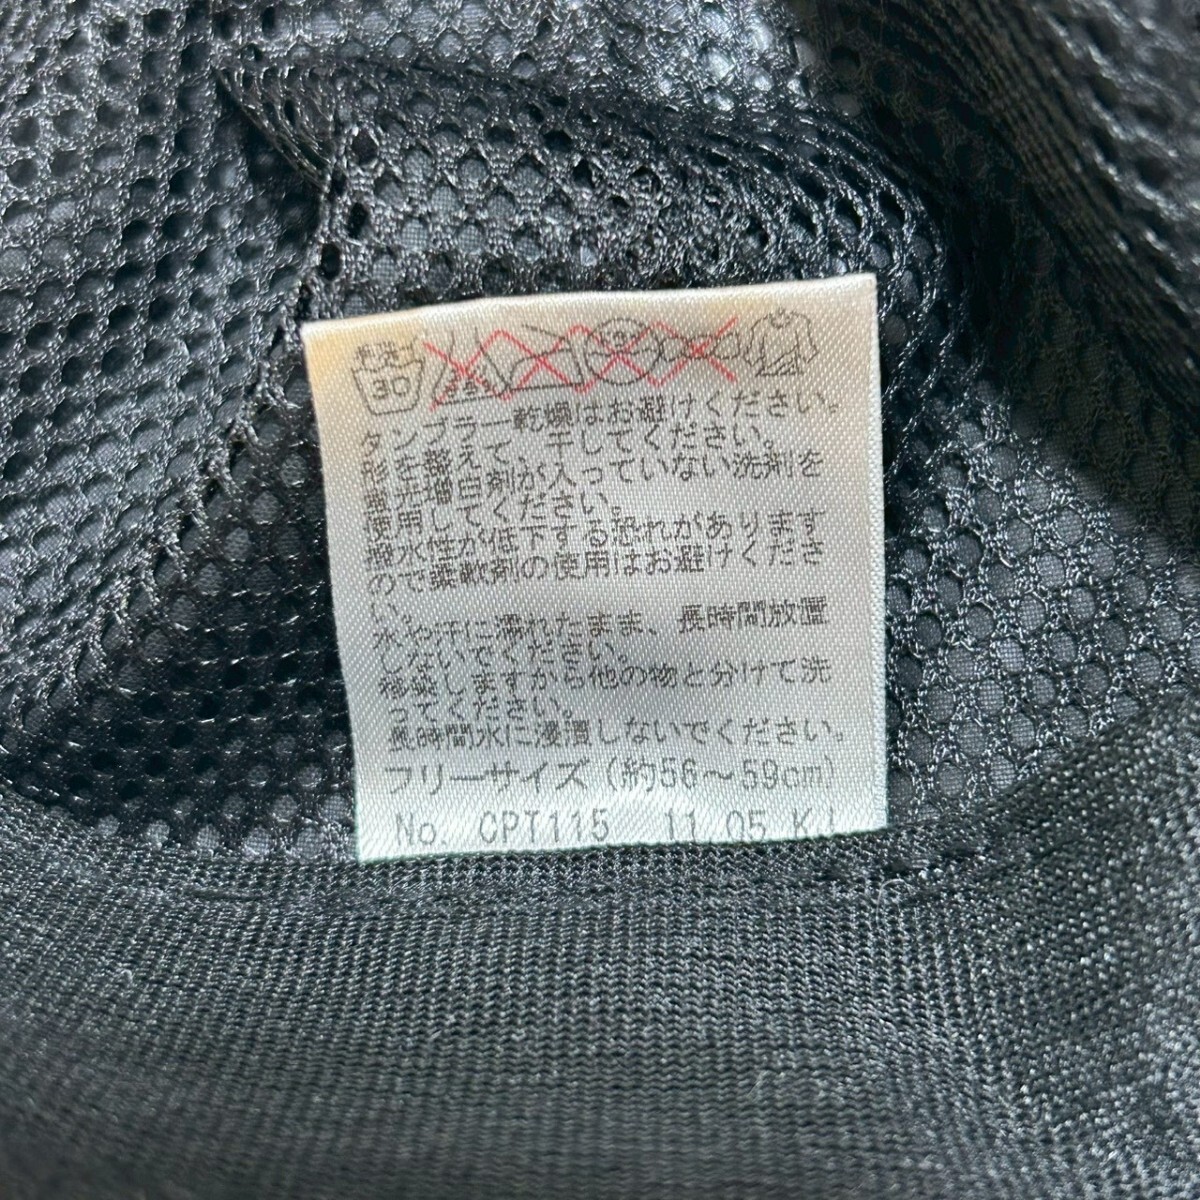 手洗イ
30
タンブラー乾燥はお避けください。
形を整えて、干してください。
蛍光増白剤が入っていない洗剤を
使用してください。
撥水性が低下する恐れがあります
ので柔軟剤の使用はお避けくださ
い。
水や汗に濡れたまま、長時間放置
しないでください。
移染しますから他の物と分けて洗
ってください。
長時間水に浸漬しないでください。
フリーサイズ (約56～59cm)
No. CPT115 11.05.KJ